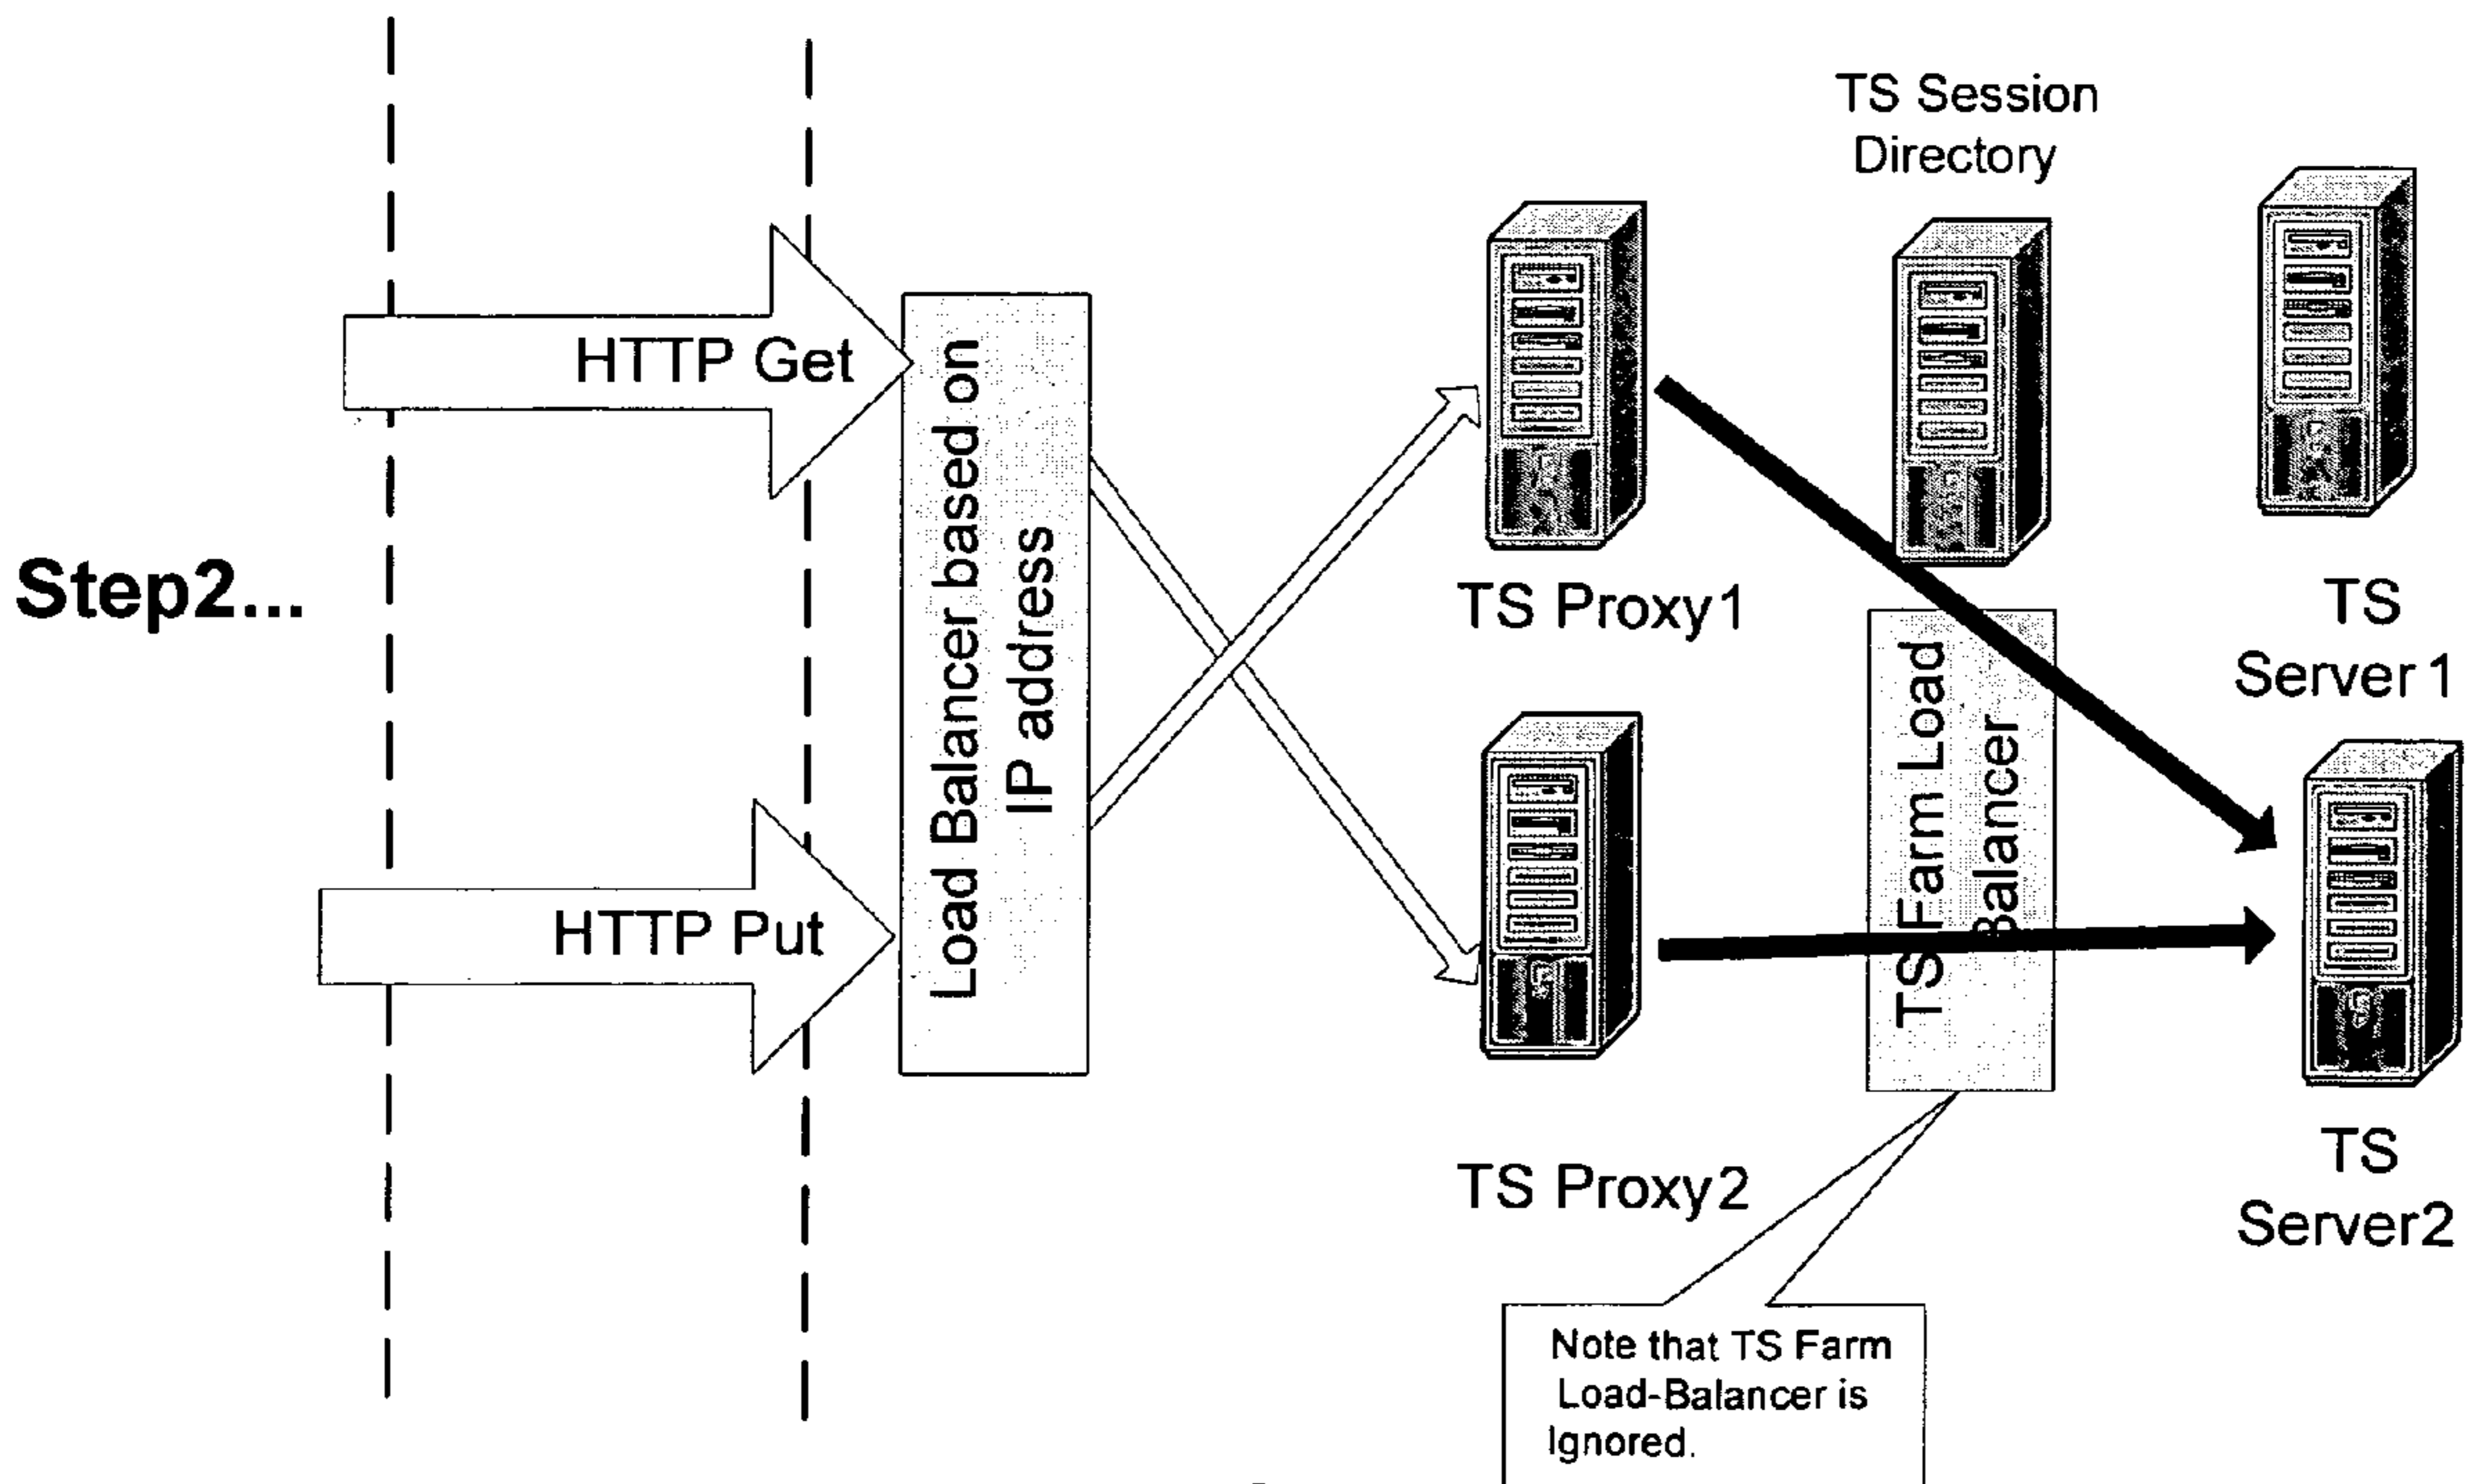 TS Session
Directory
HTTP Get
Load Balancer based on
IP address
Step2...
TS Proxy1
TS
Server1
TS Farm Load
Balancer
HTTP Put
TS Proxy2
TS
Server2
Note that TS Farm
Load-Balancer is
Ignored.